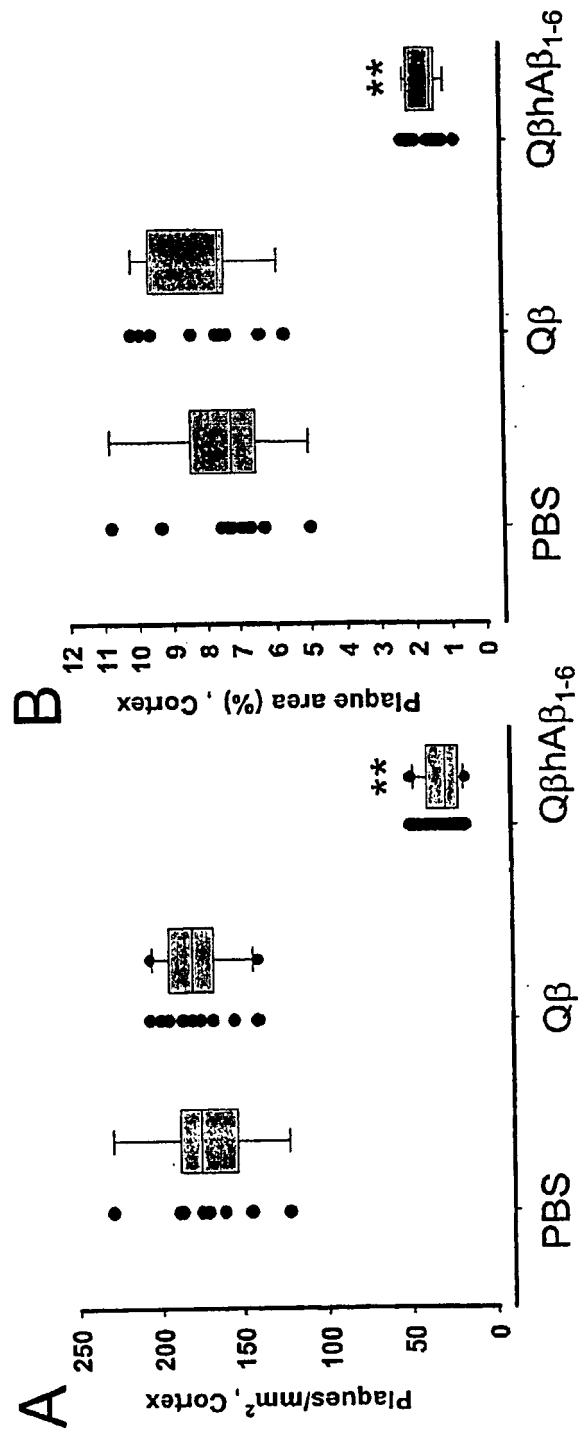 A
Plaques/mm², Cortex
250
200
150
100
50
0
PBS
Qβ
QβhAβ1-6
**
B
Plaque area (%) , Cortex
12
11
10
9
8
7
6
5
4
3
2
1
0
PBS
Qβ
QβhAβ1-6
**